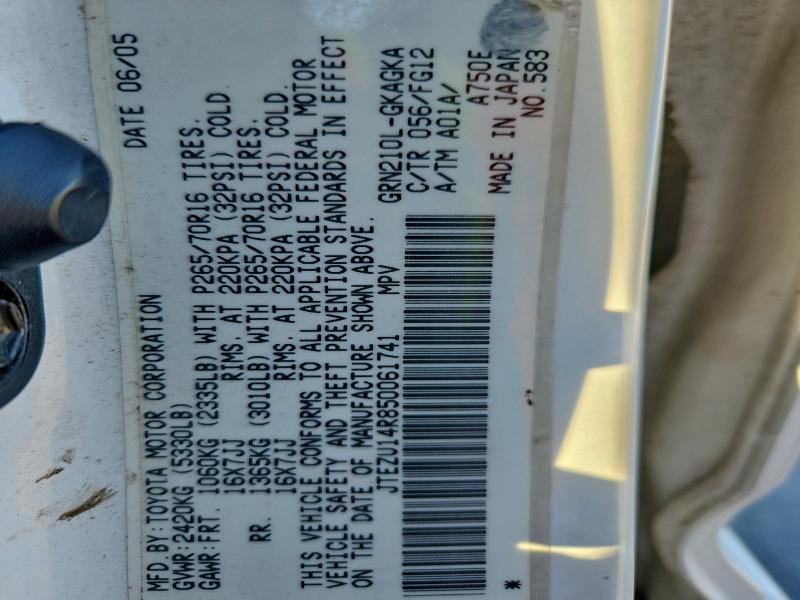 MFD. BY: TOYOTA MOTOR CORPORATION DATE 06/05
GVWR: 2420KG (5330LB)
GAWR: FRT. 1060KG (2335LB) WITH P265/70R16 TIRES.
16X7JJ RIMS. AT 220KPA (32PSI) COLD.
RR. 1365KG (3010LB) WITH P265/70R16 TIRES.
16X7JJ RIMS. AT 220KPA (32PSI) COLD.
THIS VEHICLE CONFORMS TO ALL APPLICABLE FEDERAL MOTOR
VEHICLE SAFETY AND THEFT PREVENTION STANDARDS IN EFFECT
ON THE DATE OF MANUFACTURE SHOWN ABOVE.
JTEZU14R850061741 MPV
GRN210L-GKAGKA
C/TR 056/FG12
A/TM A01A/
A750E
MADE IN JAPAN
* NO.583